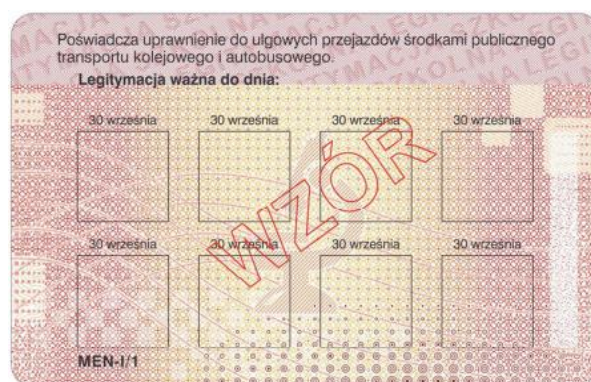 Poświadcza uprawnienie do ulgowych przejazdów środkami publicznego
transportu kolejowego i autobusowego.
Legitymacja ważna do dnia:
30 września 30 września 30 września 30 września
WZÓR
30 września 30 września 30 września 30 września
MEN-I/1